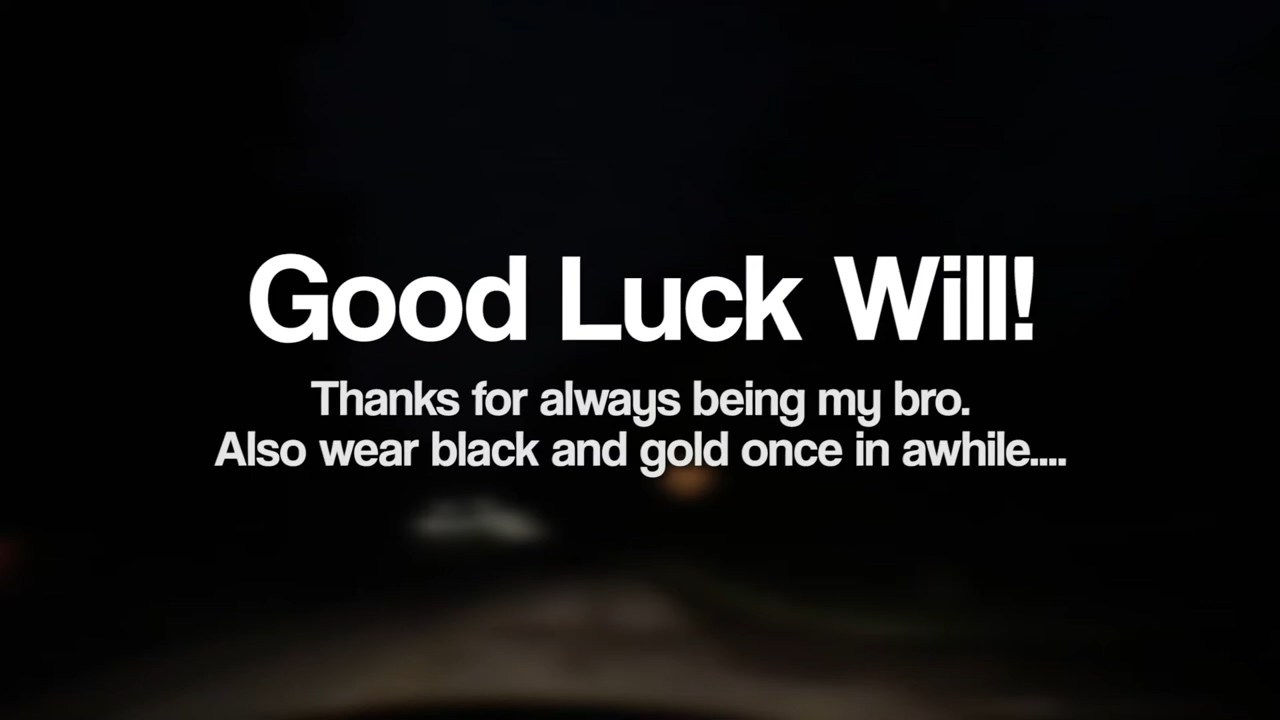 Good Luck Will!
Thanks for always being my bro.
Also wear black and gold once in awhile....